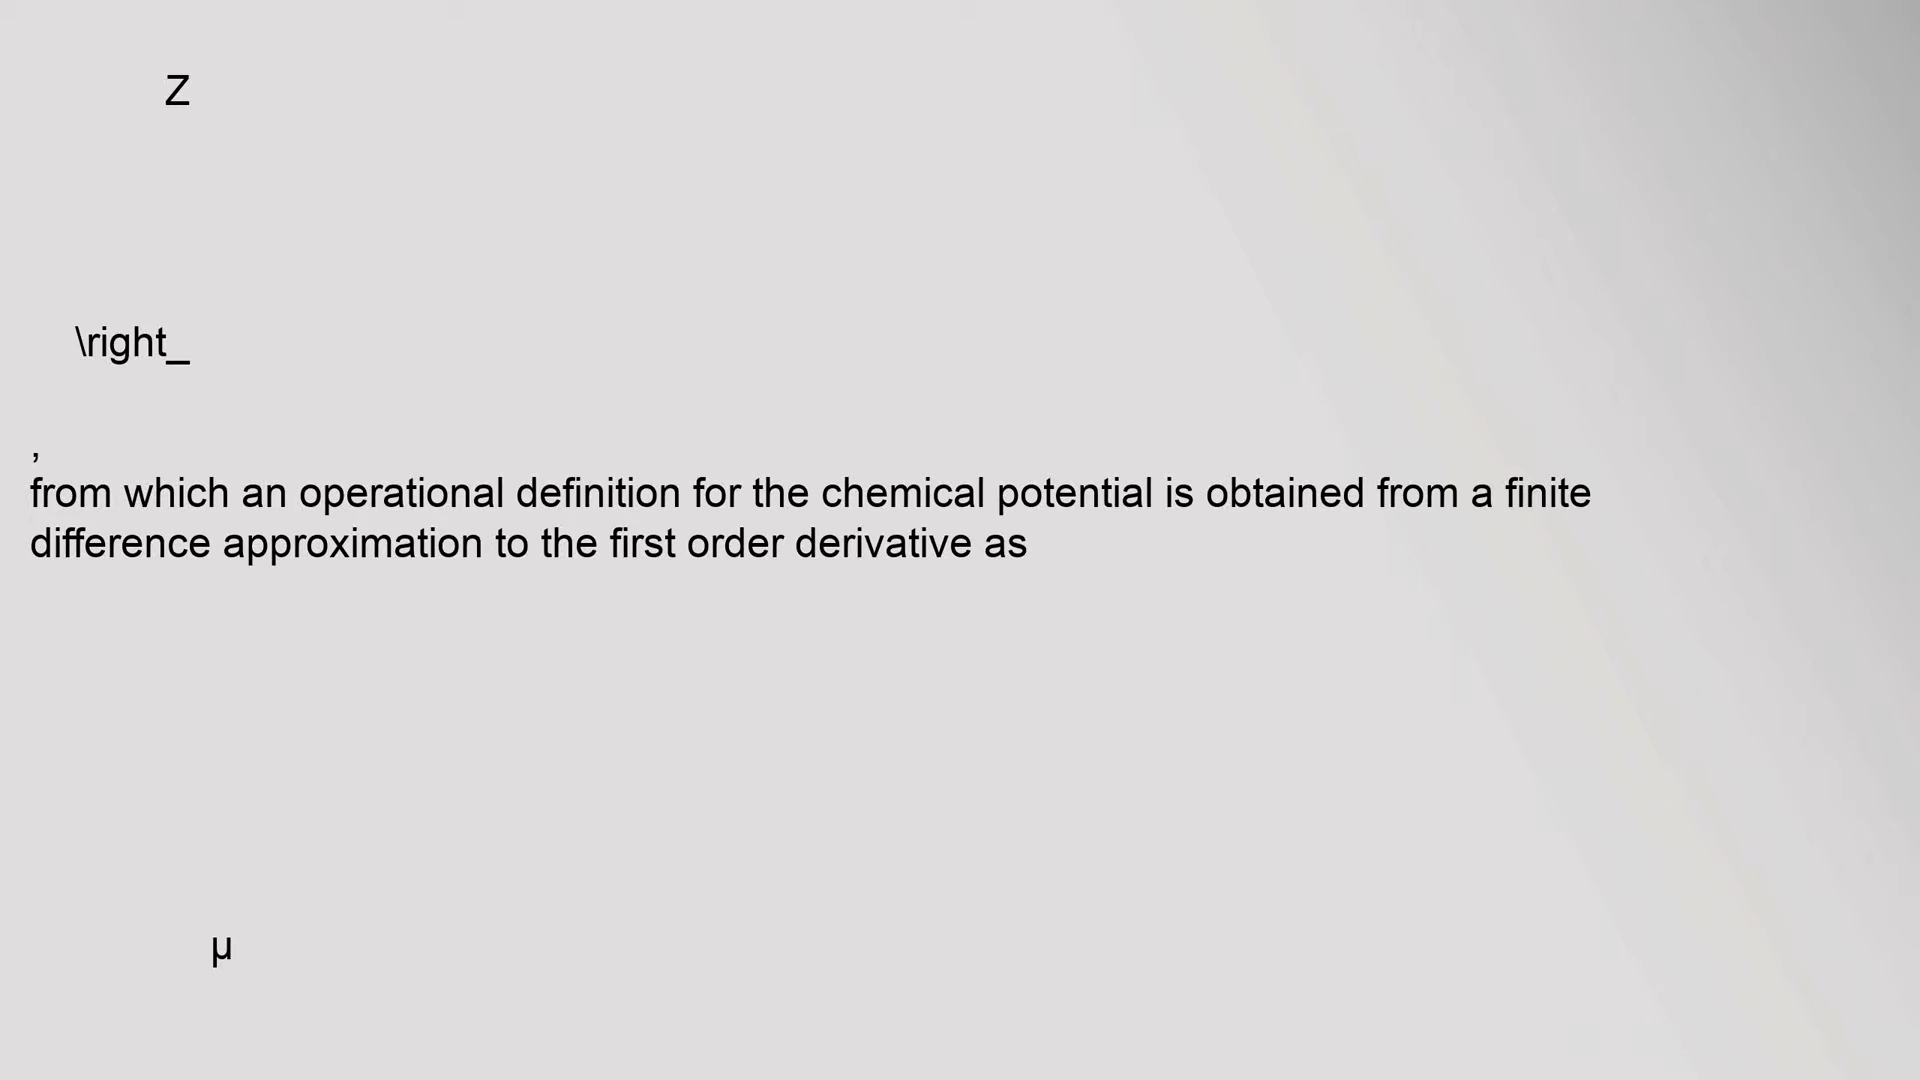 Z
\right_
,
from which an operational definition for the chemical potential is obtained from a finite
difference approximation to the first order derivative as
μ